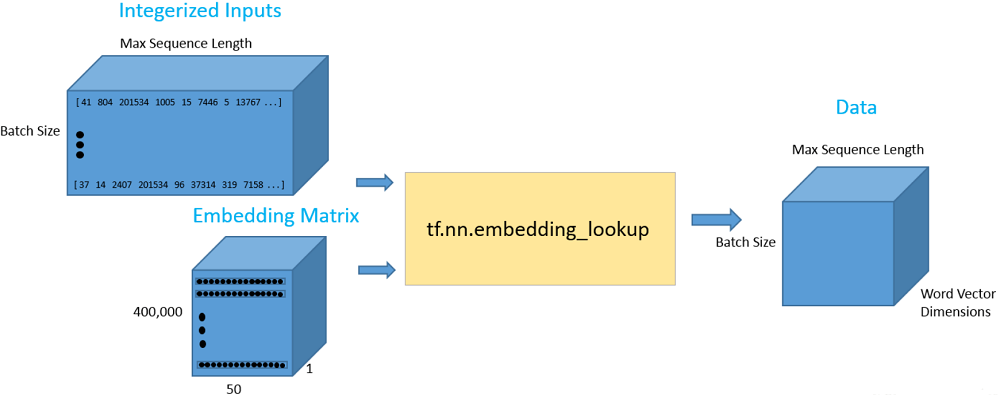 Integerized Inputs
Max Sequence Length
[ 41 804 201534 1005 15 7446 5 13767 ...]
Batch Size
[ 37 14 2407 201534 96 37314 319 7158 ...]
Embedding Matrix
400,000
1
50
tf.nn.embedding_lookup
Data
Max Sequence Length
Batch Size
Word Vector
Dimensions